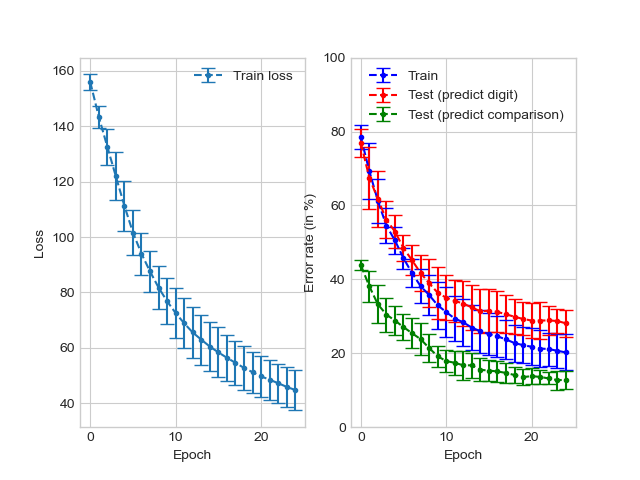 Train loss
160
140
120
100
80
60
40
0
10
20
Loss
Epoch
Train
Test (predict digit)
Test (predict comparison)
100
80
60
40
20
0
0
10
20
Error rate (in %)
Epoch